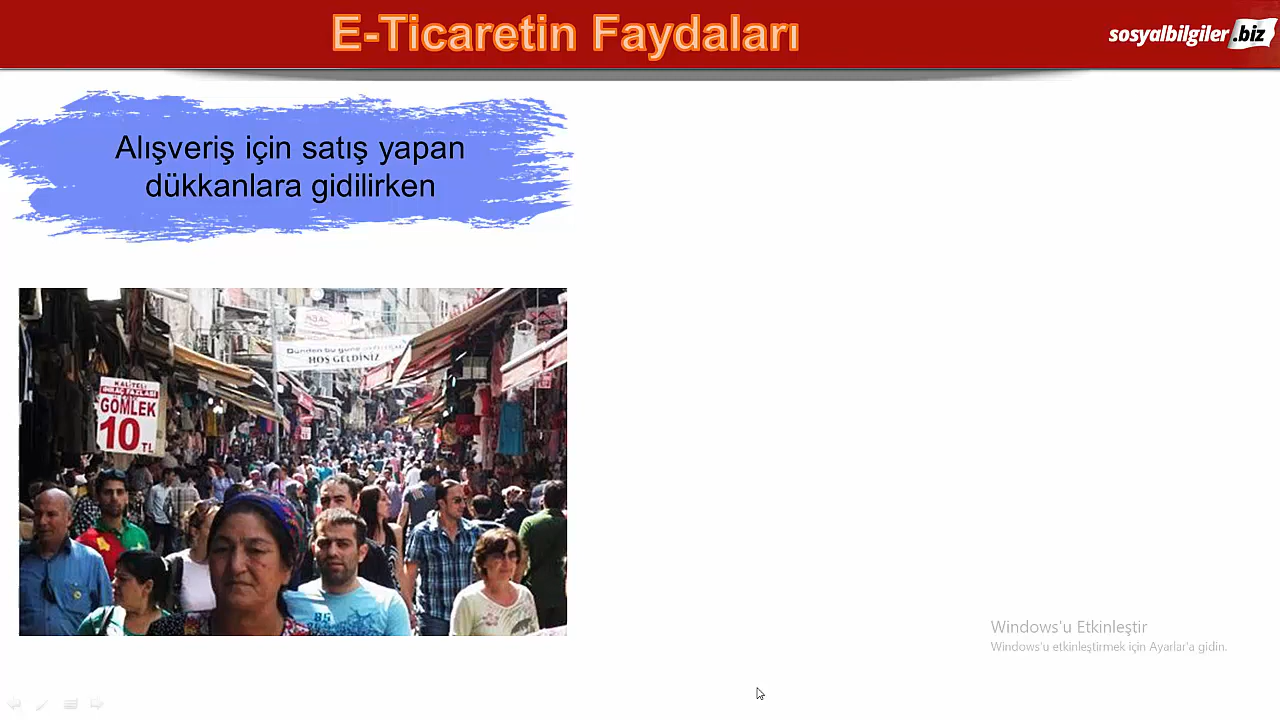 E-Ticaretin Faydaları
sosyalbilgiler.biz
Alışveriş için satış yapan
dükkanlara gidilirken
HOŞ GELDİNİZ
KALİTELİ
GÖMLEK
10 TL
Windows'u Etkinleştir
Windows'u etkinleştirmek için Ayarlar'a gidin.